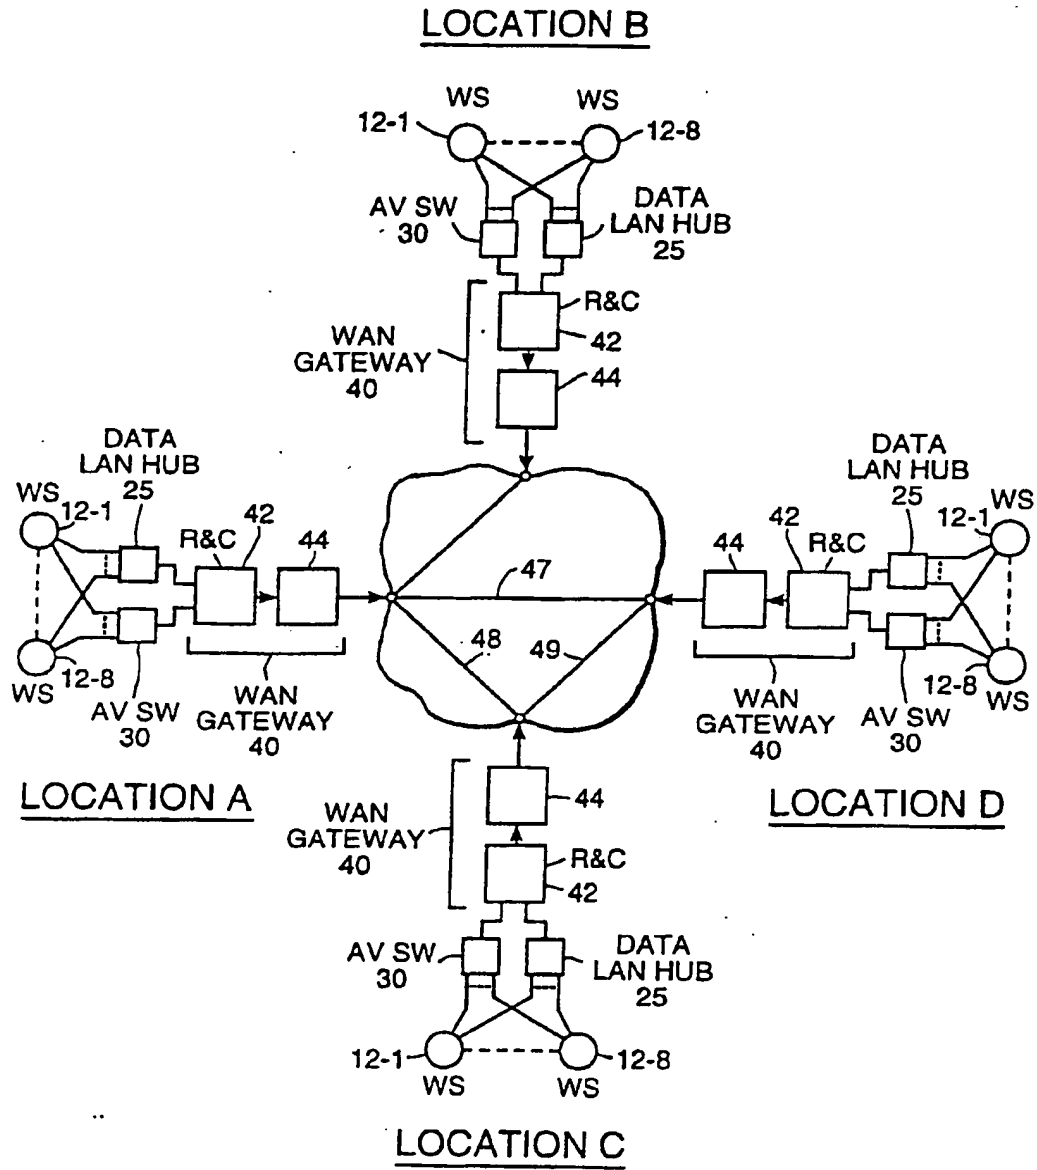 LOCATION B
WS WS
12-1 12-8
AV SW
30
DATA
LAN HUB
25
R&C
42
WAN
GATEWAY
40
44
DATA
LAN HUB
25
WS
12-1
R&C
42
44
WS
12-8
AV SW
30
WAN
GATEWAY
40
LOCATION A
47
48
49
DATA
LAN HUB
25
12-1
WS
44
42
R&C
12-8
WS
WAN
GATEWAY
40
AV SW
30
LOCATION D
WAN
GATEWAY
40
44
R&C
42
AV SW
30
DATA
LAN HUB
25
12-1 12-8
WS WS
LOCATION C